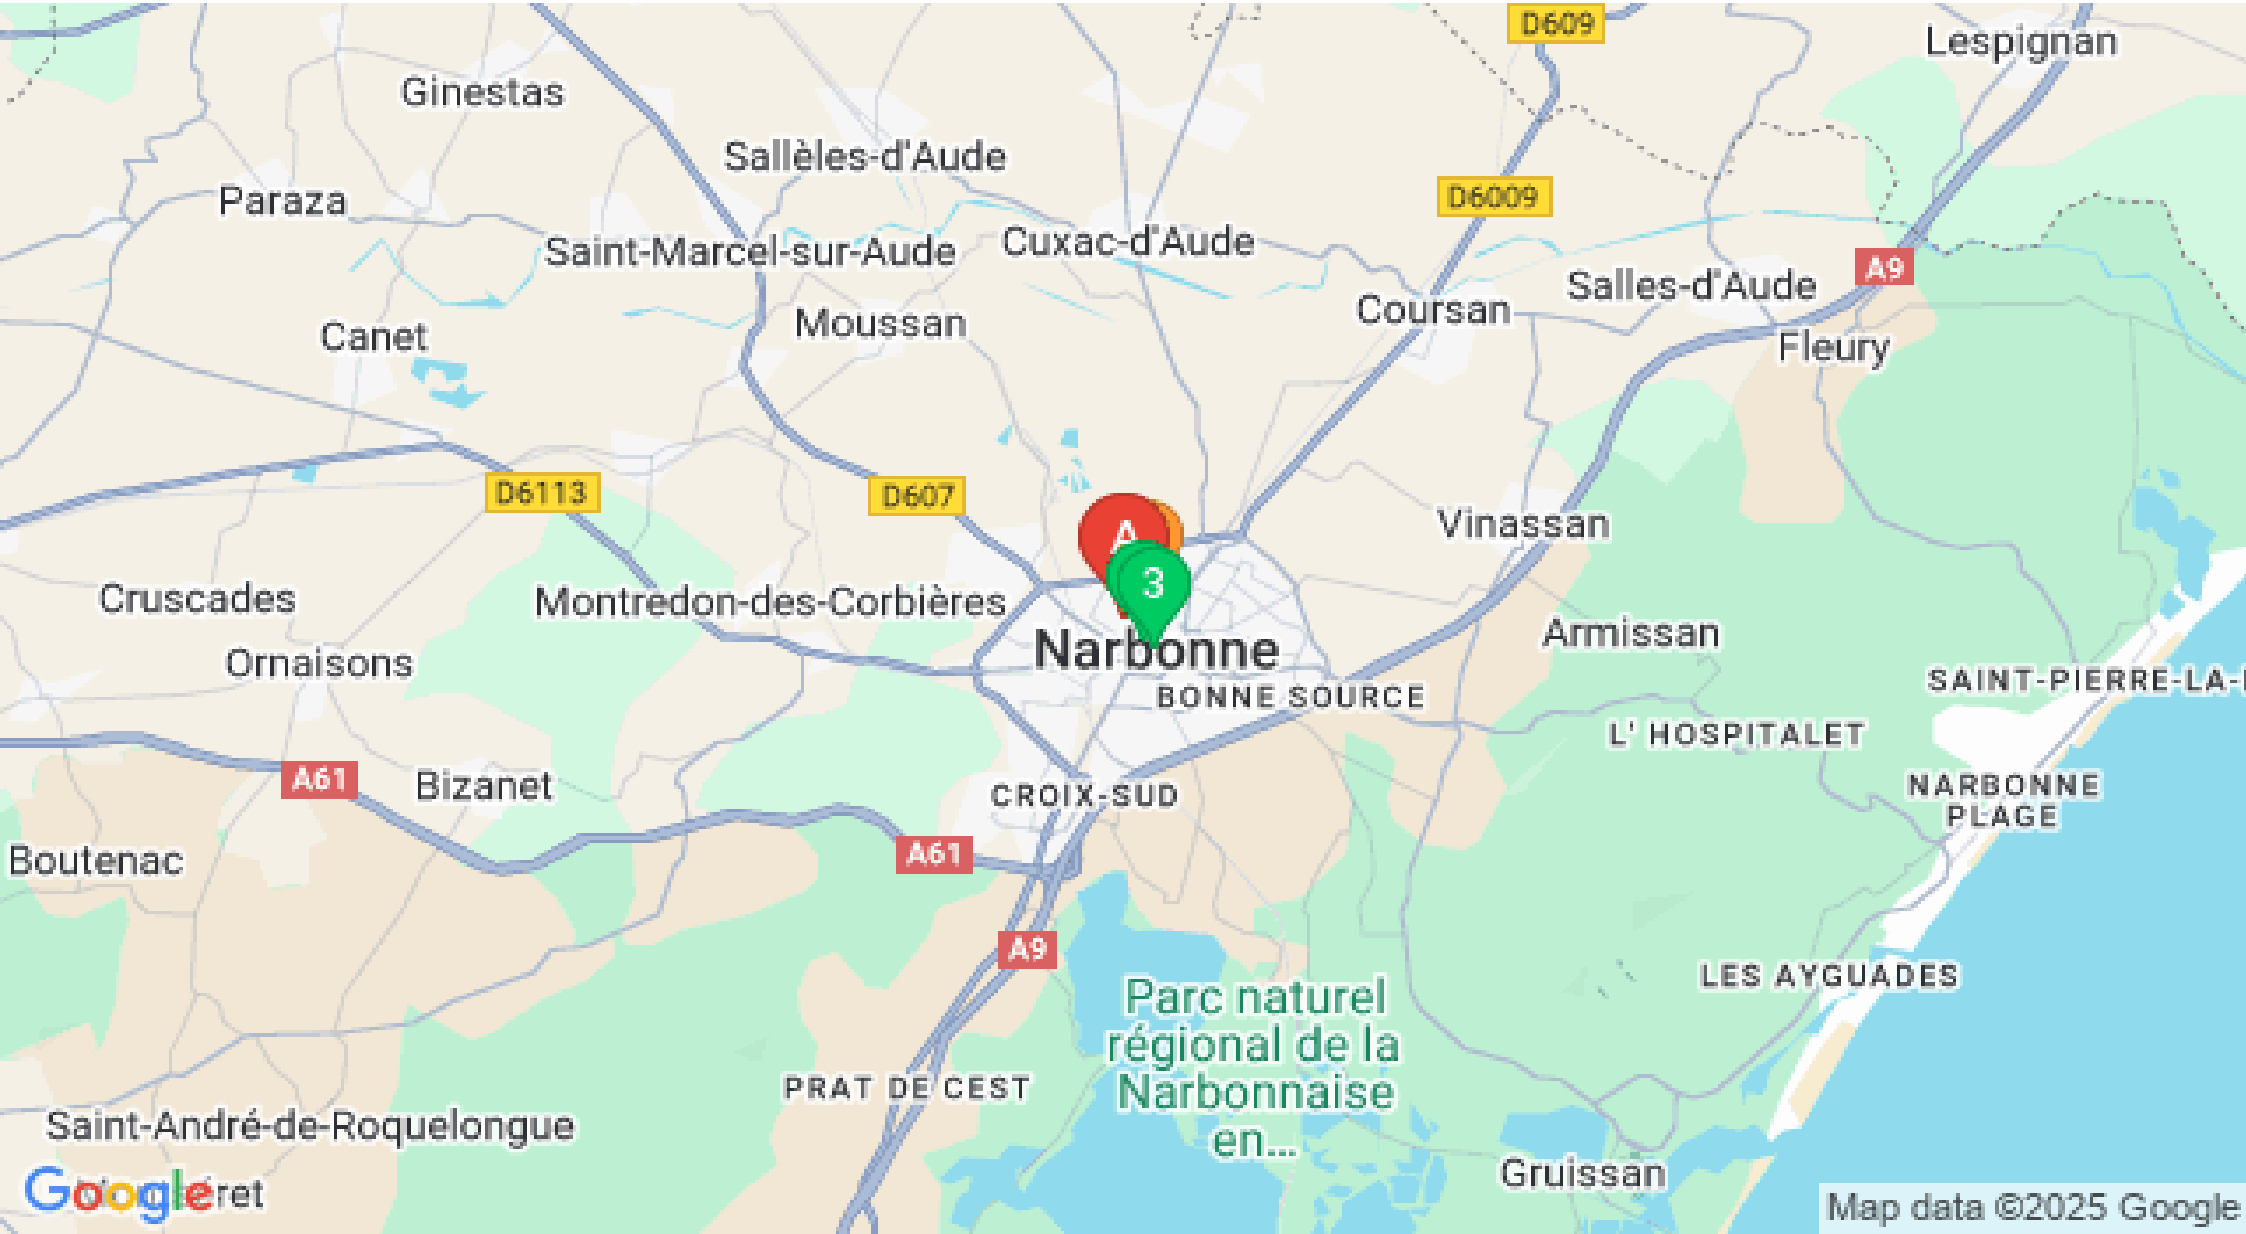 D609
Lespignan
Ginestas
Sallèles-d'Aude
Paraza
D6009
Saint-Marcel-sur-Aude
Cuxac-d'Aude
A9
Salles-d'Aude
Coursan
Moussan
Canet
Fleury
D6113
D607
Vinassan
A
3
Cruscades
Montredon-des-Corbières
Armissan
Narbonne
Ornaisons
SAINT-PIERRE-LA-
BONNE SOURCE
L' HOSPITALET
A61
Bizanet
NARBONNE
PLAGE
CROIX-SUD
A61
Boutenac
A9
LES AYGUADES
Parc naturel
régional de la
Narbonnaise
en...
PRAT DE CEST
Saint-André-de-Roquelongue
Gruissan
Google
ret
Map data ©2025 Google